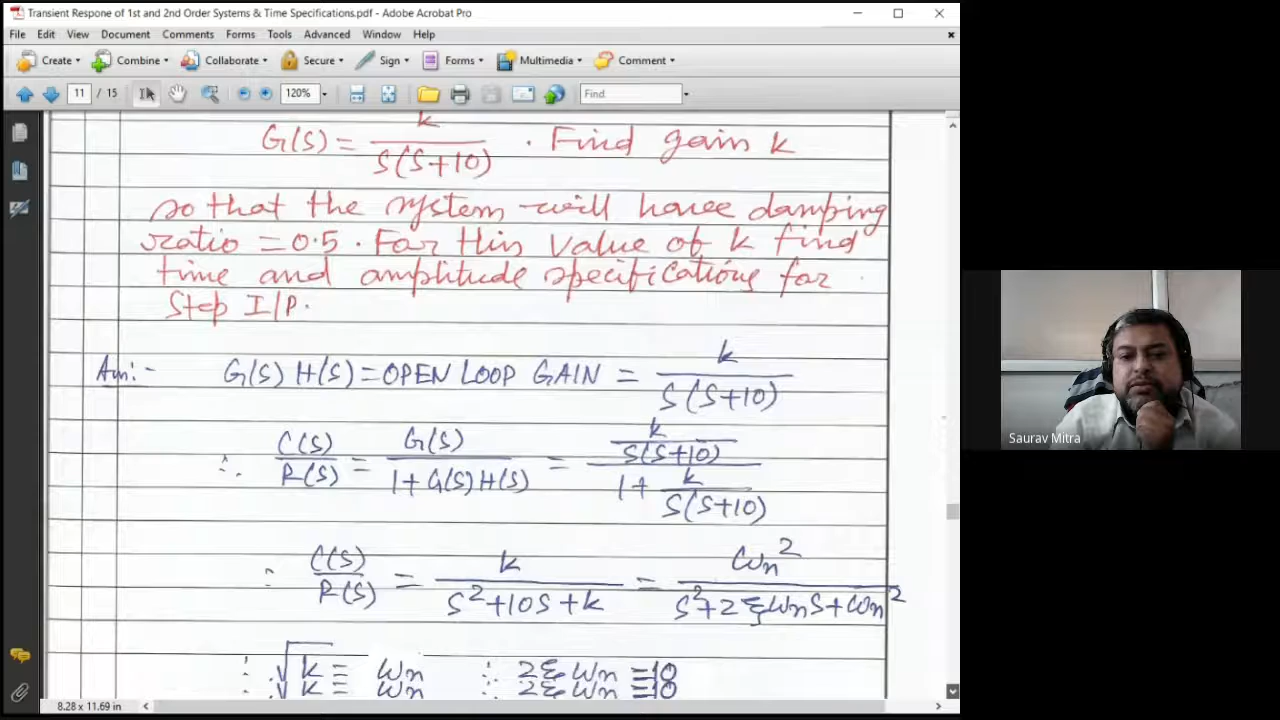 Transient Respone of 1st and 2nd Order Systems & Time Specifications.pdf - Adobe Acrobat Pro
File Edit View Document Comments Forms Tools Advanced Window Help
Create Combine Collaborate Secure Sign Forms Multimedia Comment
11 / 15 120% Find
G(S) = k / S(S+10) . Find gain k
so that the system will have damping
ratio = 0.5 . For this value of k find
time and amplitude specifications for
Step I/P.
Ans:- G(S) H(S) = OPEN LOOP GAIN = k / S(S+10)
∴ C(S)/R(S) = G(S) / 1+G(S)H(S) = k/S(S+10) / 1+ k/S(S+10)
∴ C(S)/R(S) = k / S²+10S+k = ωn² / S²+2ξωnS+ωn²
∴ √k = ωn ∴ 2ξωn = 10
∴ √k = ωn ∴ 2ξωn = 10
8.28 x 11.69 in
Saurav Mitra